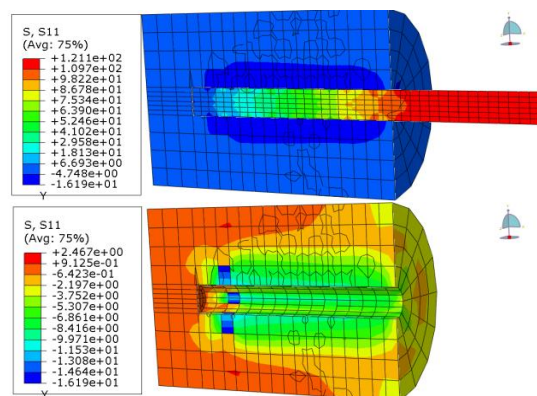 S, S11
(Avg: 75%)
+1.211e+02
+1.097e+02
+9.822e+01
+8.678e+01
+7.534e+01
+6.390e+01
+5.246e+01
+4.102e+01
+2.958e+01
+1.813e+01
+6.693e+00
-4.748e+00
-1.619e+01
Y
S, S11
(Avg: 75%)
+2.467e+00
+9.125e-01
-6.423e-01
-2.197e+00
-3.752e+00
-5.307e+00
-6.861e+00
-8.416e+00
-9.971e+00
-1.153e+01
-1.308e+01
-1.464e+01
-1.619e+01
Y